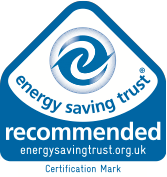 energy saving trust®
recommended
energysavingtrust.org.uk
Certification Mark